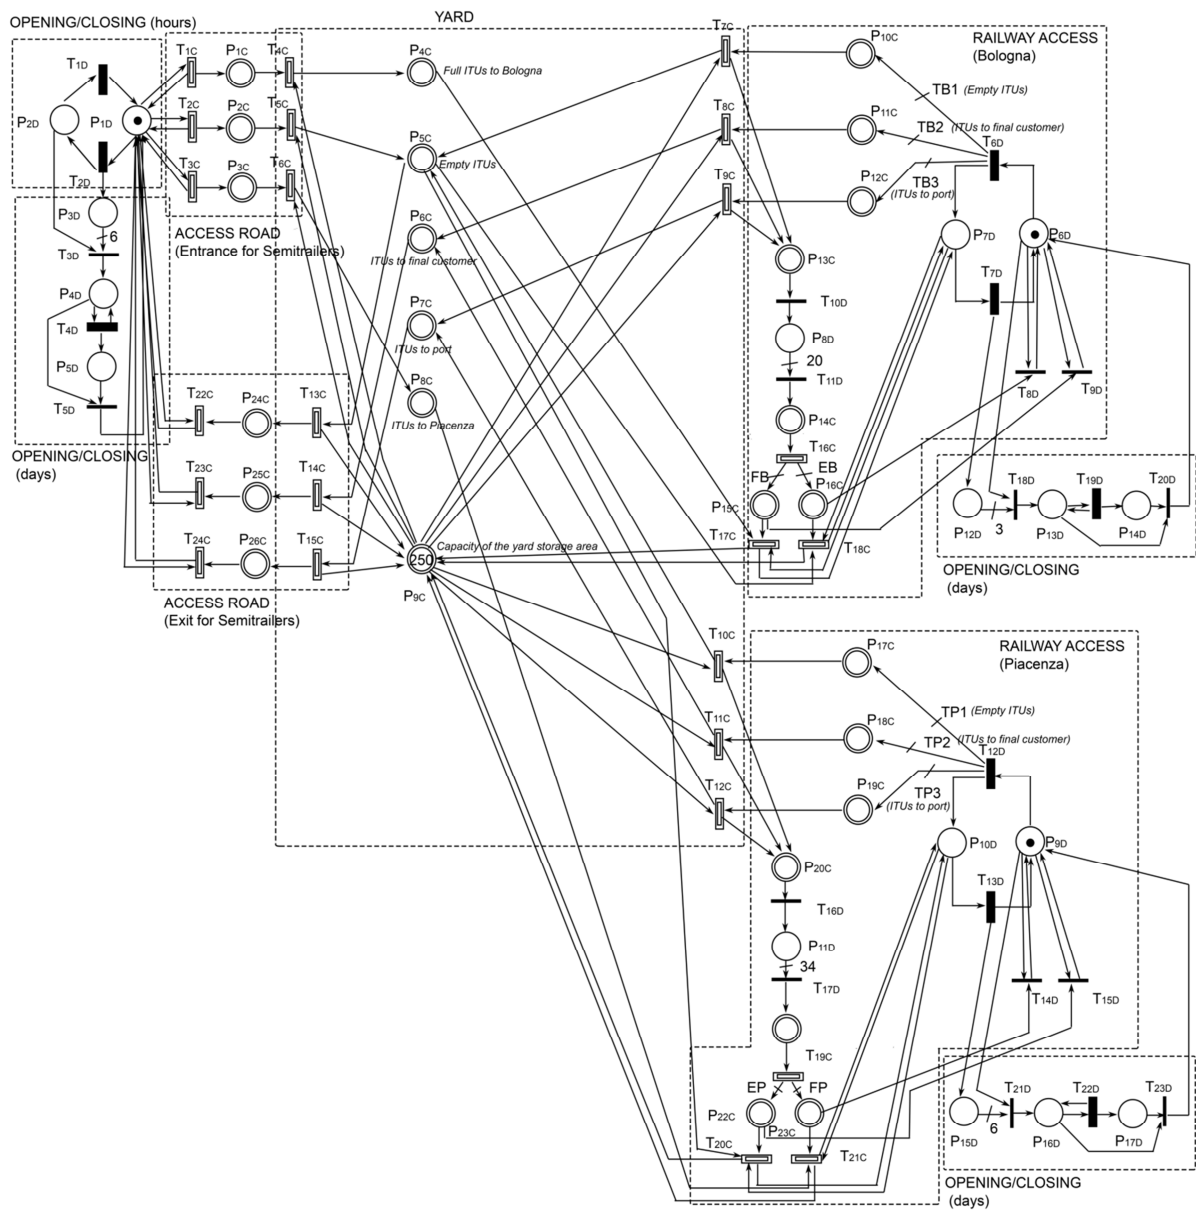 YARD
OPENING/CLOSING (hours)
T1D
P2D
P1D
T2D
P3D
6
T3D
P4D
T4D
P5D
T5D
OPENING/CLOSING
(days)
T1C
P1C
T4C
T2C
P2C
T5C
T3C
P3C
T6C
ACCESS ROAD
(Entrance for Semitrailers)
P4C
Full ITUs to Bologna
P5C
Empty ITUs
P6C
ITUs to final customer
P7C
ITUs to port
P8C
ITUs to Piacenza
250
Capacity of the yard storage area
P9C
T22C
P24C
T13C
T23C
P25C
T14C
T24C
P26C
T15C
ACCESS ROAD
(Exit for Semitrailers)
T7C
T8C
T9C
P10C
RAILWAY ACCESS
(Bologna)
TB1 (Empty ITUs)
P11C
TB2 (ITUs to final customer)
T6D
P12C
TB3
(ITUs to port)
P7D
P6D
P13C
T7D
T10D
P8D
20
T11D
T8D
T9D
P14C
T16C
FB
EB
P15C
P16C
T17C
T18C
T18D
T19D
T20D
P12D
3
P13D
P14D
OPENING/CLOSING
(days)
T10C
T11C
T12C
P17C
RAILWAY ACCESS
(Piacenza)
TP1 (Empty ITUs)
P18C
TP2 (ITUs to final customer)
T12D
P19C
TP3
(ITUs to port)
P10D
P9D
P20C
T13D
T16D
P11D
34
T17D
T14D
T15D
T19C
EP
FP
P22C
P23C
T20C
T21C
T21D
T22D
T23D
P15D
6
P16D
P17D
OPENING/CLOSING
(days)